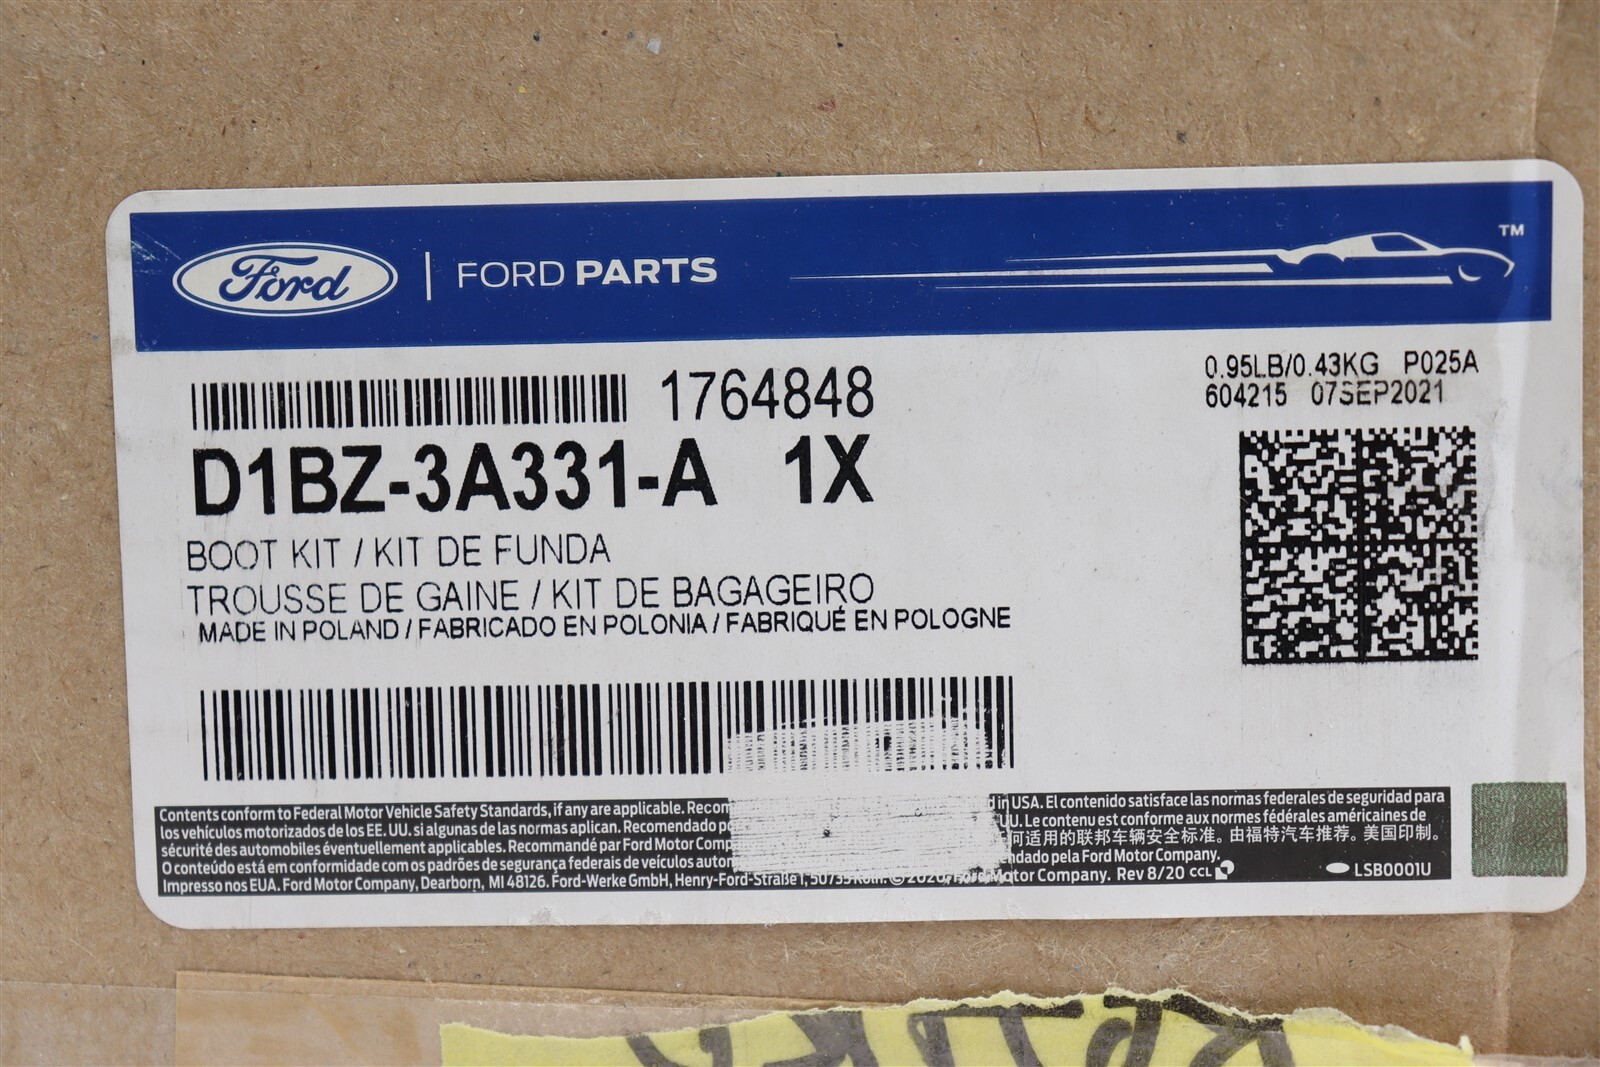 Ford | FORD PARTS
TM
1764848
0.95LB/0.43KG P025A
604215 07SEP2021
D1BZ-3A331-A 1X
BOOT KIT / KIT DE FUNDA
TROUSSE DE GAINE / KIT DE BAGAGEIRO
MADE IN POLAND / FABRICADO EN POLONIA / FABRIQUÉ EN POLOGNE
Contents conform to Federal Motor Vehicle Safety Standards, if any are applicable. in USA. El contenido satisface las normas federales de seguridad para
los vehículos motorizados de los EE. UU. si algunas de las normas aplican. Recomendado Le contenu est conforme aux normes fédérales américaines de
sécurité des automobiles éventuellement applicables. Recommandé par Ford Motor 何适用的联邦车辆安全标准。由福特汽车推荐。美国印制。
O conteúdo está em conformidade com os padrões de segurança federais de veículos pela Ford Motor Company.
Impresso nos EUA. Ford Motor Company, Dearborn, MI 48126. Ford-Werke GmbH, Henry-Ford-Straße 1, 50735 Köln. © 2020, Ford Motor Company. Rev 8/20 CCL LSB0001U